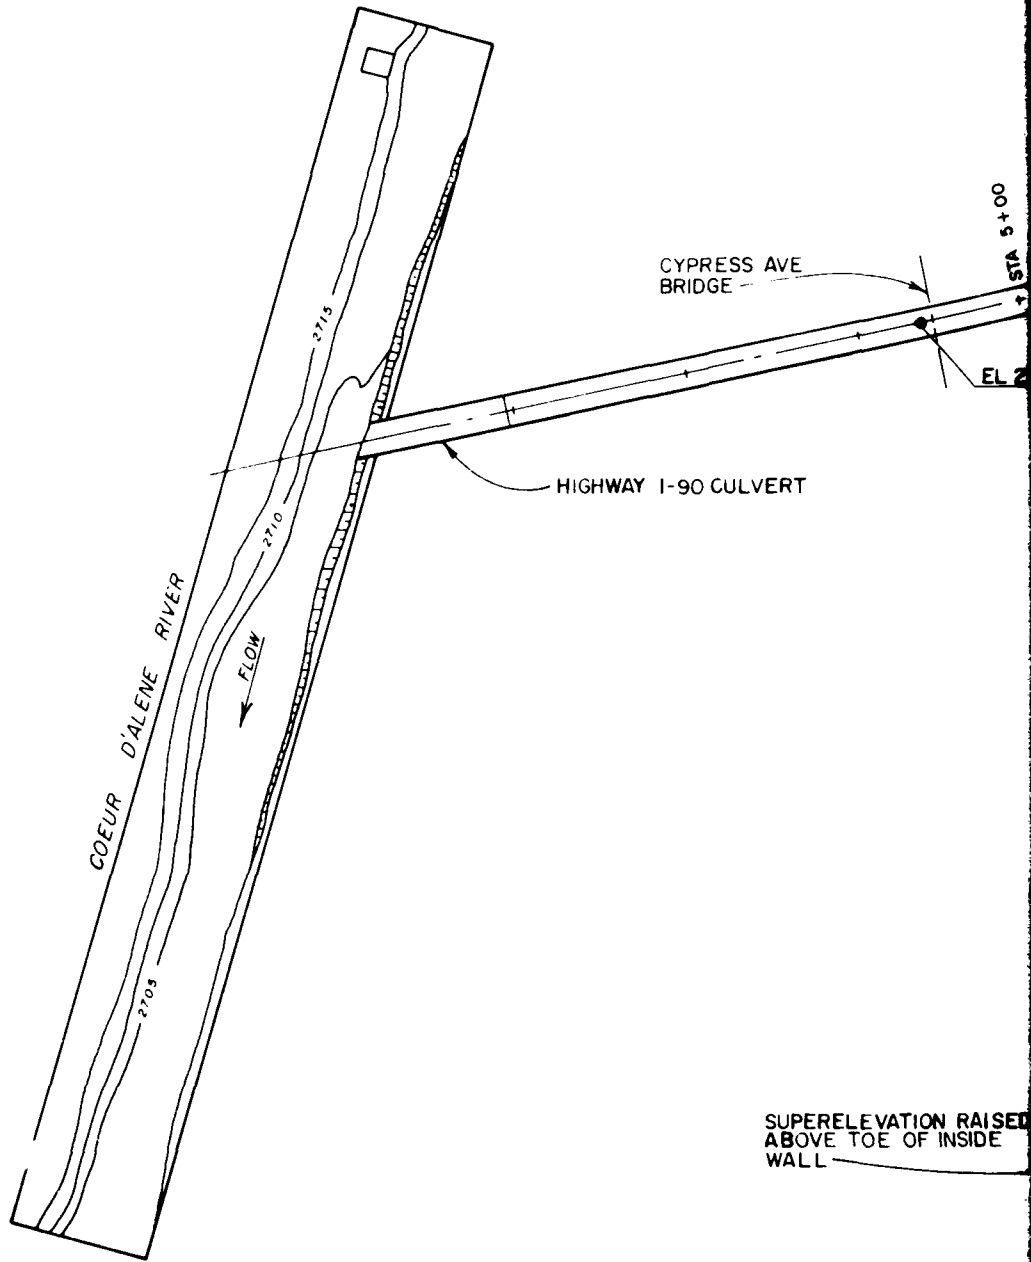 STA 5+00
CYPRESS AVE
BRIDGE
EL
2715
HIGHWAY I-90 CULVERT
2710
COEUR D'ALENE RIVER
FLOW
2705
SUPERELEVATION RAISED
ABOVE TOE OF INSIDE
WALL